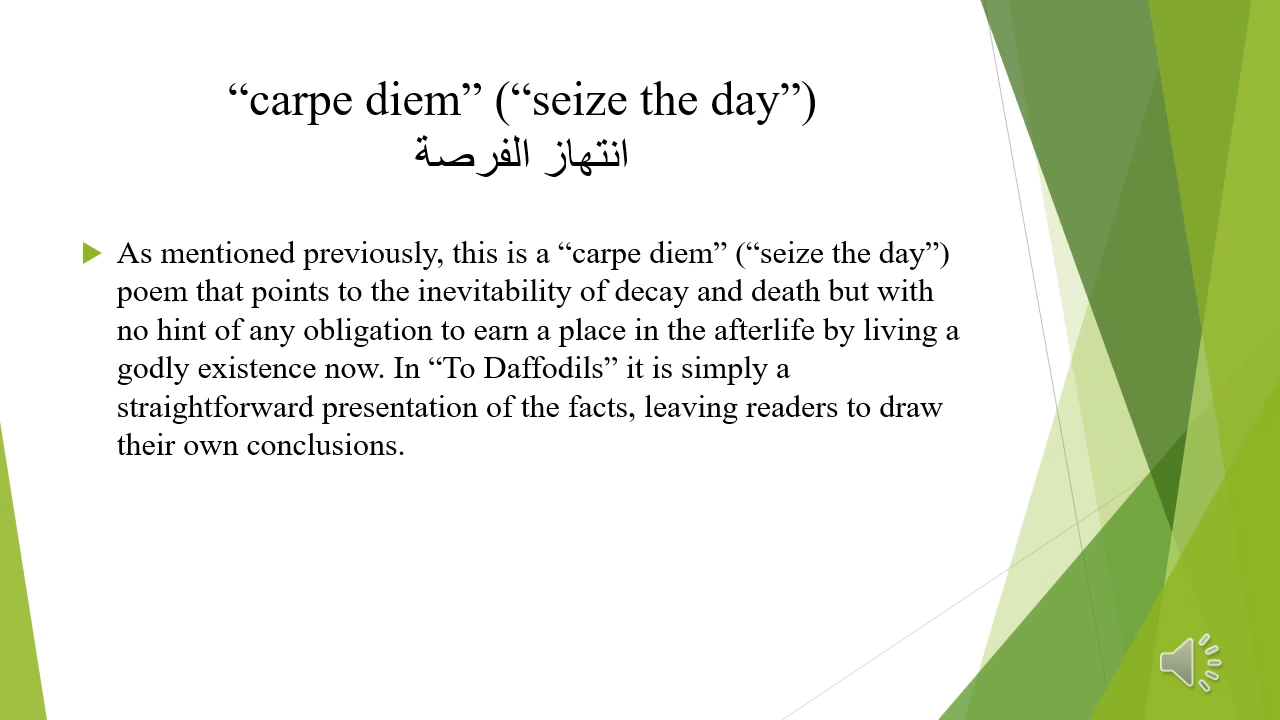 “carpe diem” (“seize the day”)
انتهاز الفرصة
As mentioned previously, this is a “carpe diem” (“seize the day”)
poem that points to the inevitability of decay and death but with
no hint of any obligation to earn a place in the afterlife by living a
godly existence now. In “To Daffodils” it is simply a
straightforward presentation of the facts, leaving readers to draw
their own conclusions.